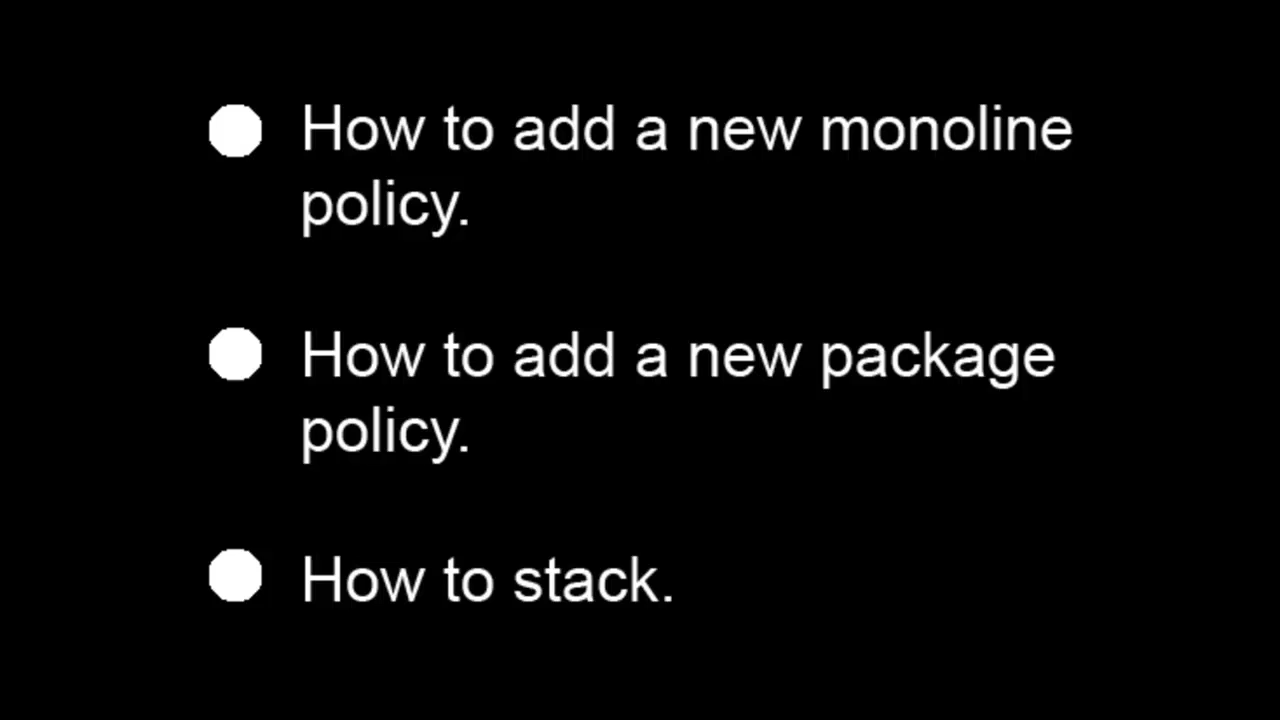 How to add a new monoline
policy.
How to add a new package
policy.
How to stack.